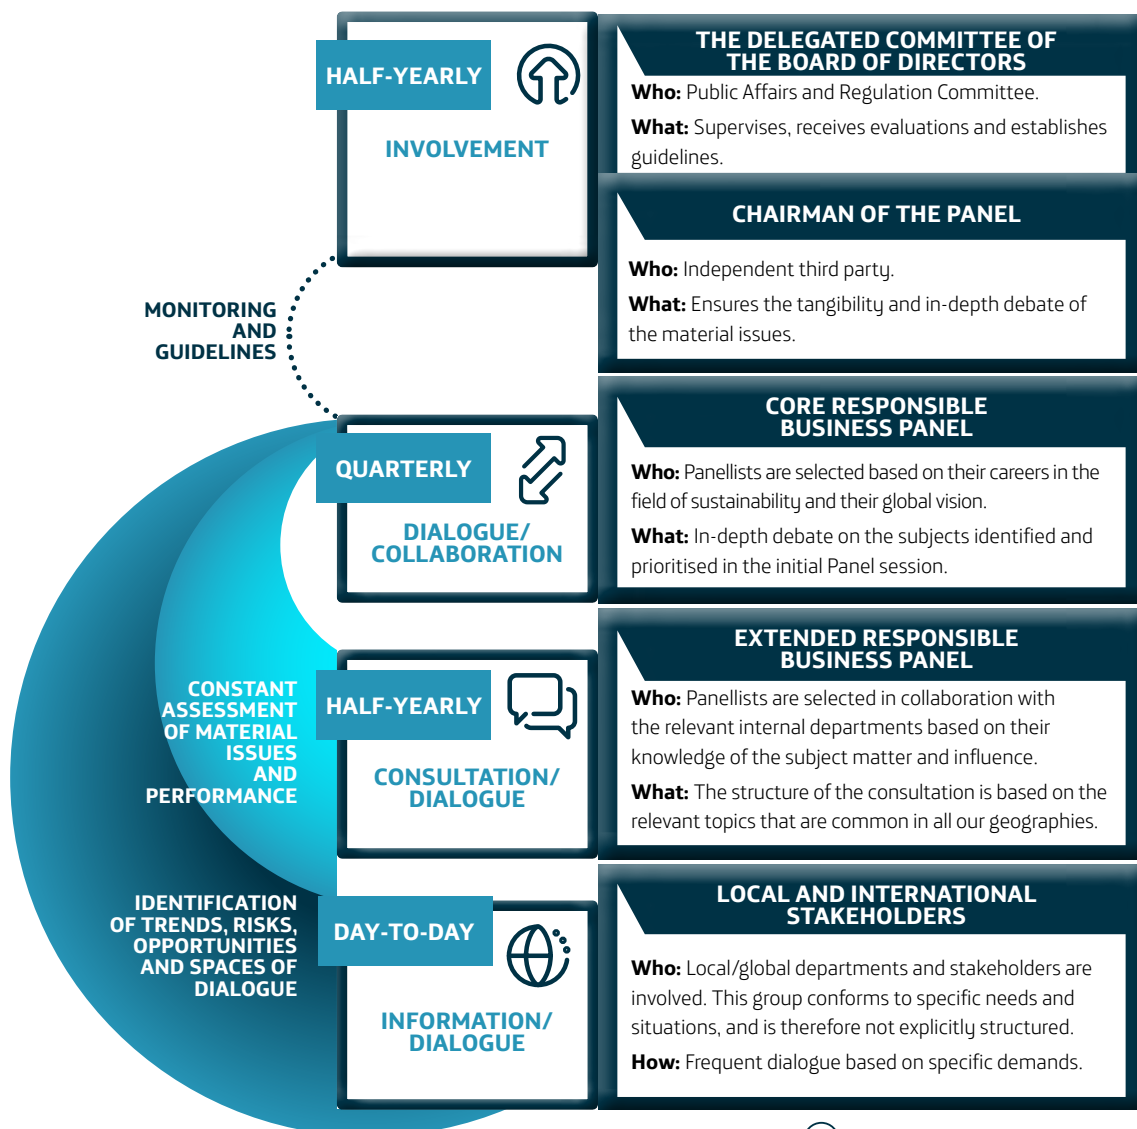 HALF-YEARLY
INVOLVEMENT
THE DELEGATED COMMITTEE OF
THE BOARD OF DIRECTORS
Who: Public Affairs and Regulation Committee.
What: Supervises, receives evaluations and establishes
guidelines.
CHAIRMAN OF THE PANEL
Who: Independent third party.
What: Ensures the tangibility and in-depth debate of
the material issues.
MONITORING
AND
GUIDELINES
QUARTERLY
DIALOGUE/
COLLABORATION
CORE RESPONSIBLE
BUSINESS PANEL
Who: Panellists are selected based on their careers in the
field of sustainability and their global vision.
What: In-depth debate on the subjects identified and
prioritised in the initial Panel session.
CONSTANT
ASSESSMENT
OF MATERIAL
ISSUES
AND
PERFORMANCE
HALF-YEARLY
CONSULTATION/
DIALOGUE
EXTENDED RESPONSIBLE
BUSINESS PANEL
Who: Panellists are selected in collaboration with
the relevant internal departments based on their
knowledge of the subject matter and influence.
What: The structure of the consultation is based on the
relevant topics that are common in all our geographies.
IDENTIFICATION
OF TRENDS, RISKS,
OPPORTUNITIES
AND SPACES OF
DIALOGUE
DAY-TO-DAY
INFORMATION/
DIALOGUE
LOCAL AND INTERNATIONAL
STAKEHOLDERS
Who: Local/global departments and stakeholders are
involved. This group conforms to specific needs and
situations, and is therefore not explicitly structured.
How: Frequent dialogue based on specific demands.